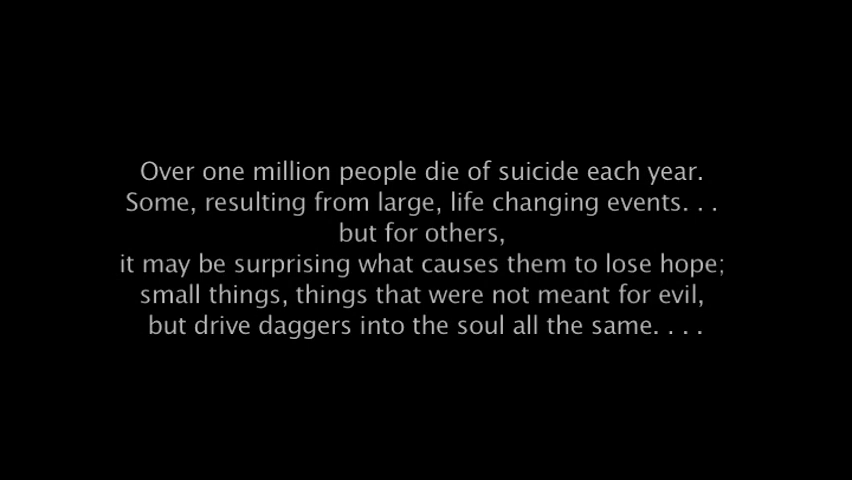 Over one million people die of suicide each year.
Some, resulting from large, life changing events. . .
but for others,
it may be surprising what causes them to lose hope;
small things, things that were not meant for evil,
but drive daggers into the soul all the same. . . .